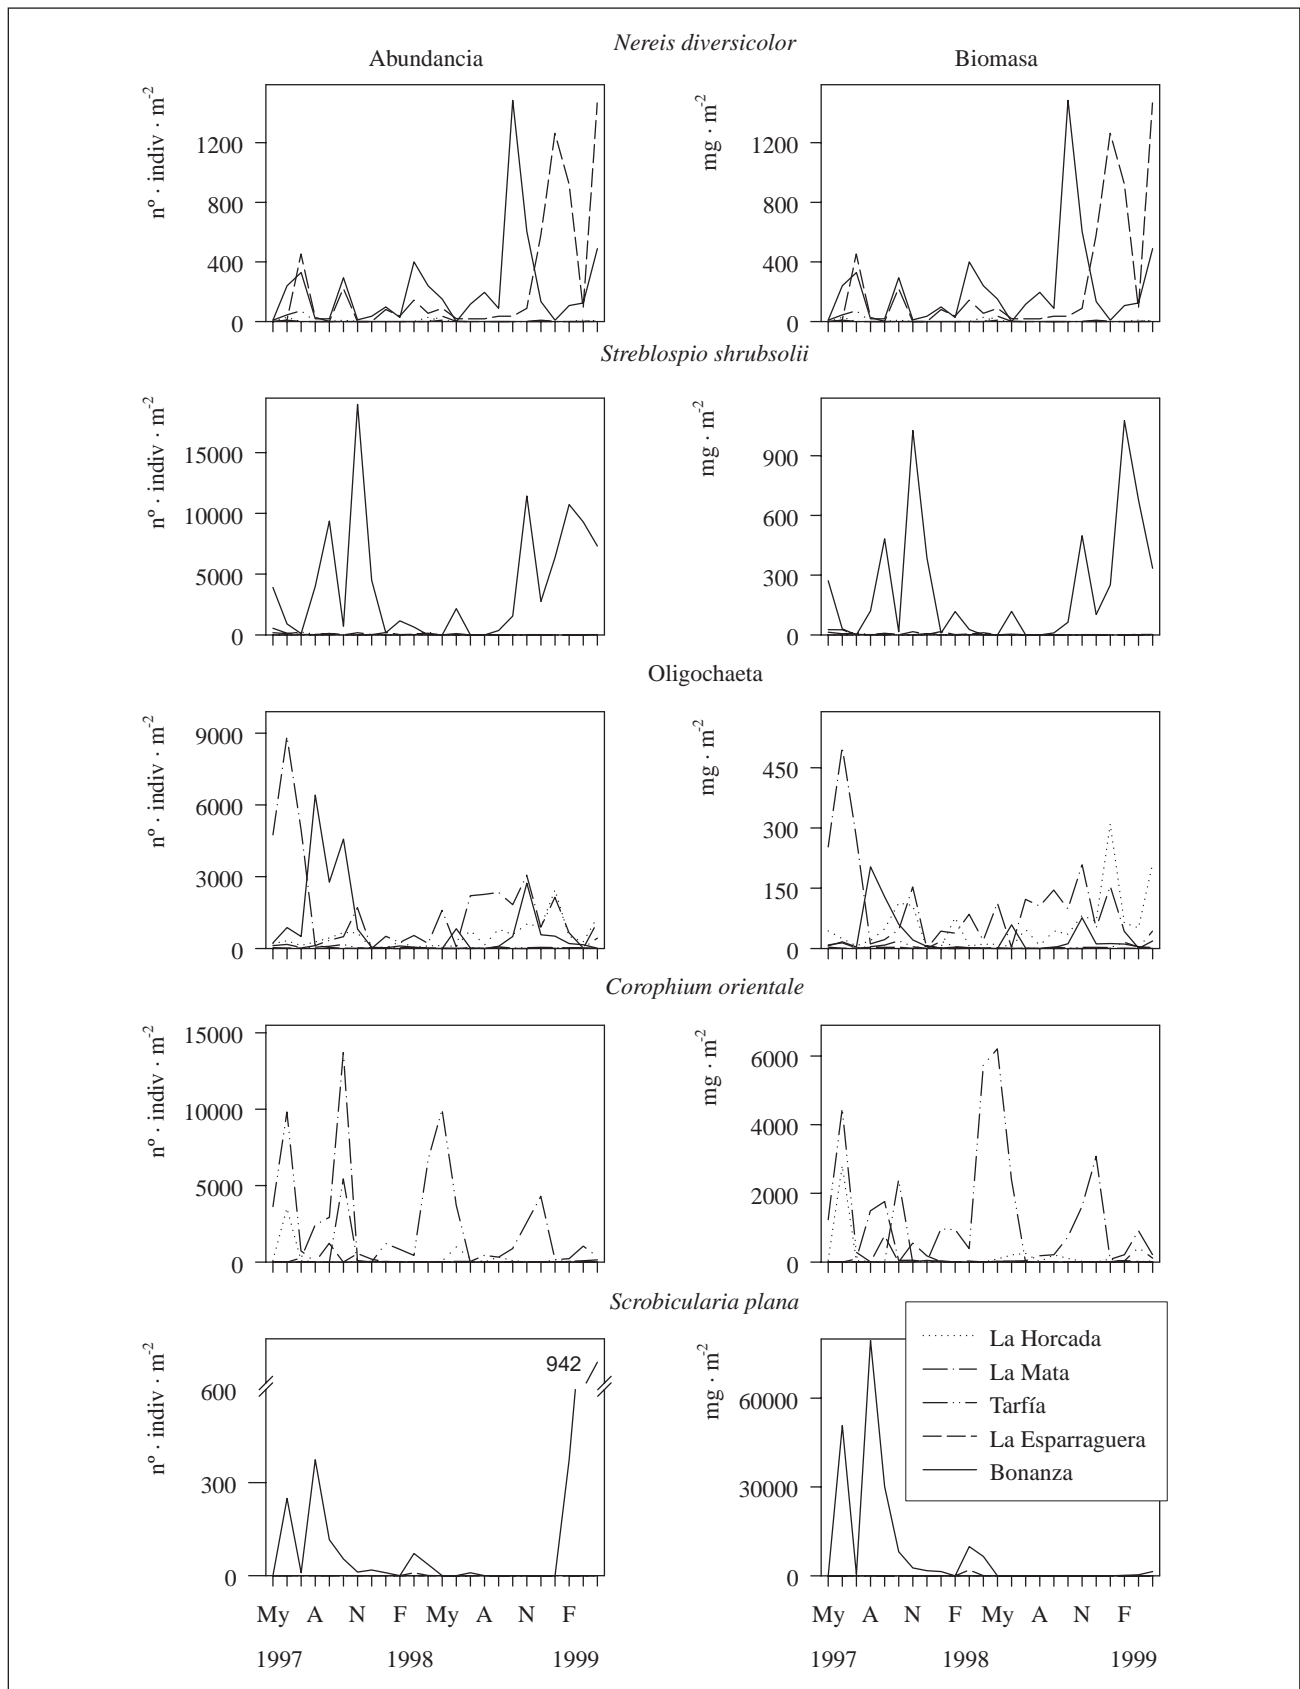 Nereis diversicolor
Abundancia
Biomasa
nº · indiv · m-2
1200
800
400
0
mg · m-2
1200
800
400
0
Streblospio shrubsolii
nº · indiv · m-2
15000
10000
5000
0
mg · m-2
900
600
300
0
Oligochaeta
nº · indiv · m-2
9000
6000
3000
0
mg · m-2
450
300
150
0
Corophium orientale
nº · indiv · m-2
15000
10000
5000
0
mg · m-2
6000
4000
2000
0
Scrobicularia plana
nº · indiv · m-2
600
300
0
942
mg · m-2
60000
30000
0
La Horcada
La Mata
Tarfía
La Esparraguera
Bonanza
My A N F My A N F
1997 1998 1999
My A N F My A N F
1997 1998 1999